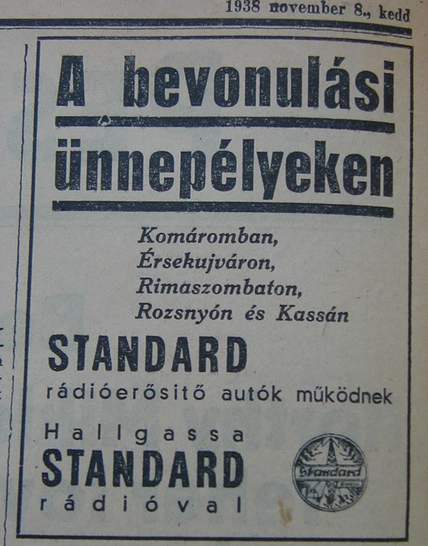 1938 november 8., kedd
A bevonulási
ünnepélyeken
Komáromban,
Érsekujváron,
Rimaszombaton,
Rozsnyón és Kassán
STANDARD
rádióerősitő autók működnek
Hallgassa
STANDARD
rádióval
Standard